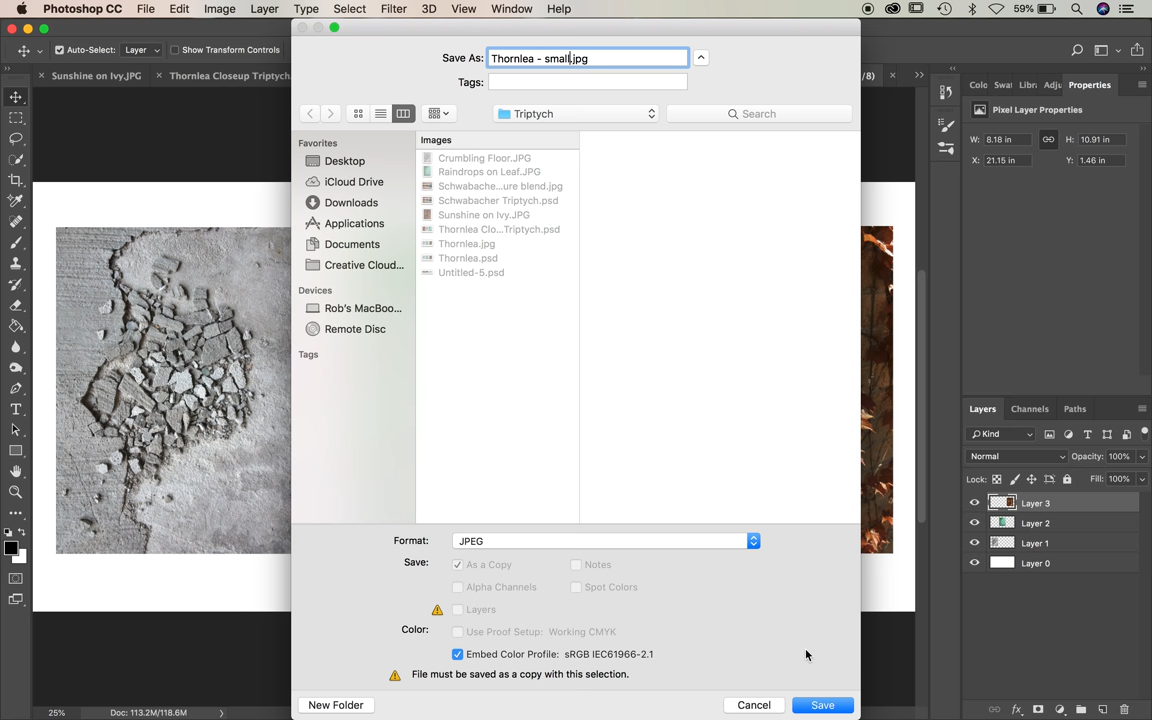 Photoshop CC File Edit Image Layer Type Select Filter 3D View Window Help 59%
Save As: Thornlea - small.jpg
Tags:
Auto-Select: Layer Show Transform Controls
Sunshine on Ivy.JPG Thornlea Closeup Triptych. /8)
Triptych Search
Colo Swat Libr Adju Properties
Pixel Layer Properties
W: 8.18 in H: 10.91 in
X: 21.15 in Y: 1.46 in
Favorites
Desktop
iCloud Drive
Downloads
Applications
Documents
Creative Cloud...
Devices
Rob's MacBoo...
Remote Disc
Tags
Images
Crumbling Floor.JPG
Raindrops on Leaf.JPG
Schwabache...ure blend.jpg
Schwabacher Triptych.psd
Sunshine on Ivy.JPG
Thornlea Clo...Triptych.psd
Thornlea.jpg
Thornlea.psd
Untitled-5.psd
Layers Channels Paths
Kind
Normal Opacity: 100%
Lock: Fill: 100%
Layer 3
Layer 2
Layer 1
Layer 0
Format: JPEG
Save: As a Copy Notes
Alpha Channels Spot Colors
Layers
Color: Use Proof Setup: Working CMYK
Embed Color Profile: sRGB IEC61966-2.1
File must be saved as a copy with this selection.
New Folder Cancel Save
25% Doc: 113.2M/118.6M
fx